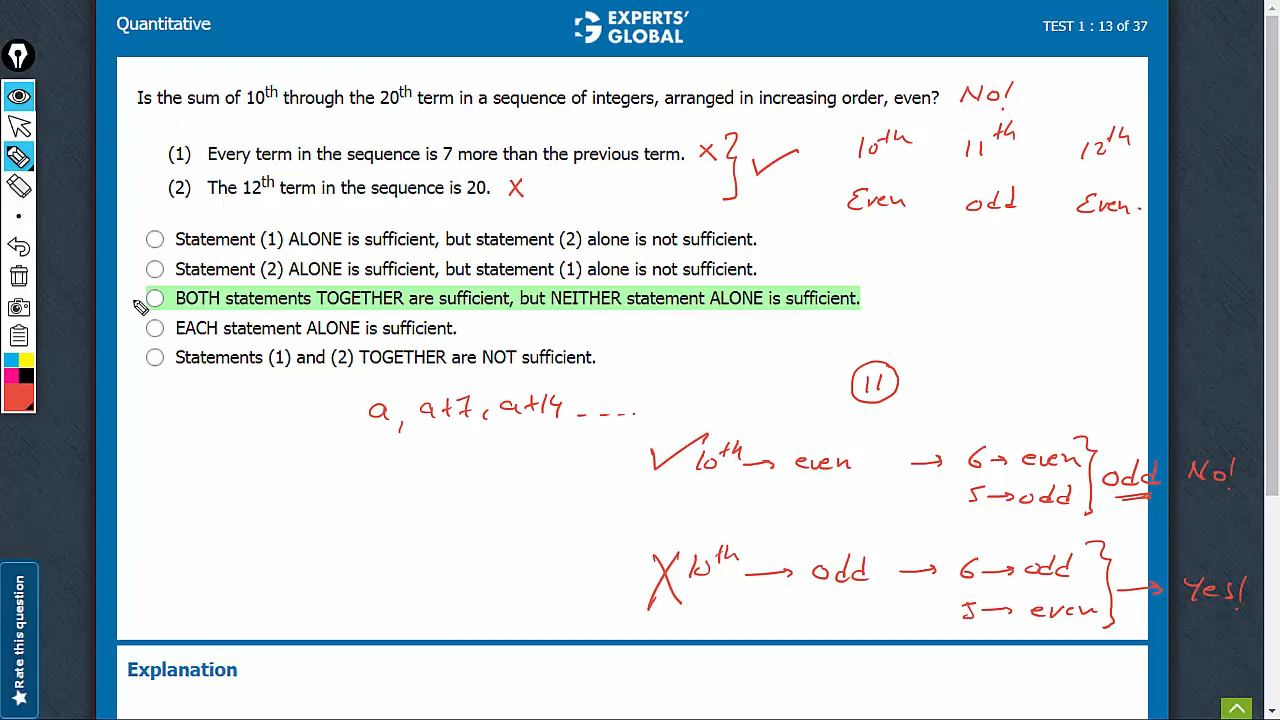 Quantitative
EXPERTS'
GLOBAL
TEST 1 : 13 of 37
Is the sum of 10th through the 20th term in a sequence of integers, arranged in increasing order, even? No!
(1) Every term in the sequence is 7 more than the previous term. X
(2) The 12th term in the sequence is 20. X
10th 11th 12th
Even odd Even.
Statement (1) ALONE is sufficient, but statement (2) alone is not sufficient.
Statement (2) ALONE is sufficient, but statement (1) alone is not sufficient.
BOTH statements TOGETHER are sufficient, but NEITHER statement ALONE is sufficient.
EACH statement ALONE is sufficient.
Statements (1) and (2) TOGETHER are NOT sufficient.
11
a, a+7, a+14 ----.
10th → even → 6 → even
5 → odd
odd No!
X 10th → odd → 6 → odd
5 → even
→ Yes!
Explanation
Rate this question